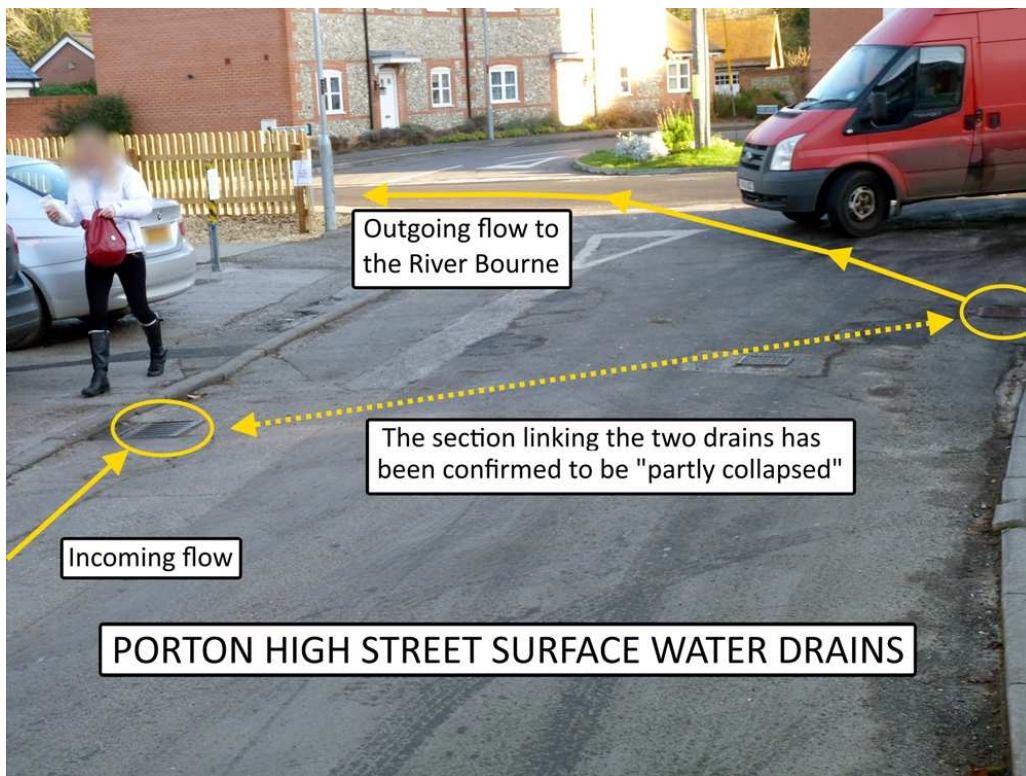 Outgoing flow to
the River Bourne
The section linking the two drains has
been confirmed to be "partly collapsed"
Incoming flow
PORTON HIGH STREET SURFACE WATER DRAINS